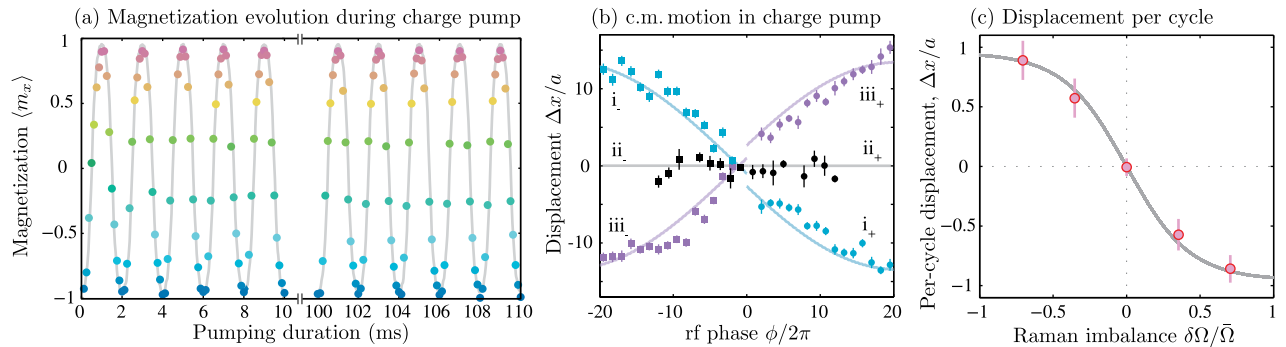 (a) Magnetization evolution during charge pump
Magnetization ⟨mx⟩
1
0.5
0
−0.5
−1
0 2 4 6 8 10 100 102 104 106 108 110
Pumping duration (ms)
(b) c.m. motion in charge pump
Displacement Δx/a
10
0
-10
i-
ii-
iii-
iii+
ii+
i+
-20 -10 0 10 20
rf phase ϕ/2π
(c) Displacement per cycle
Per-cycle displacement, Δx/a
1
0.5
0
−0.5
−1
−1 −0.5 0 0.5 1
Raman imbalance δΩ/Ω̄